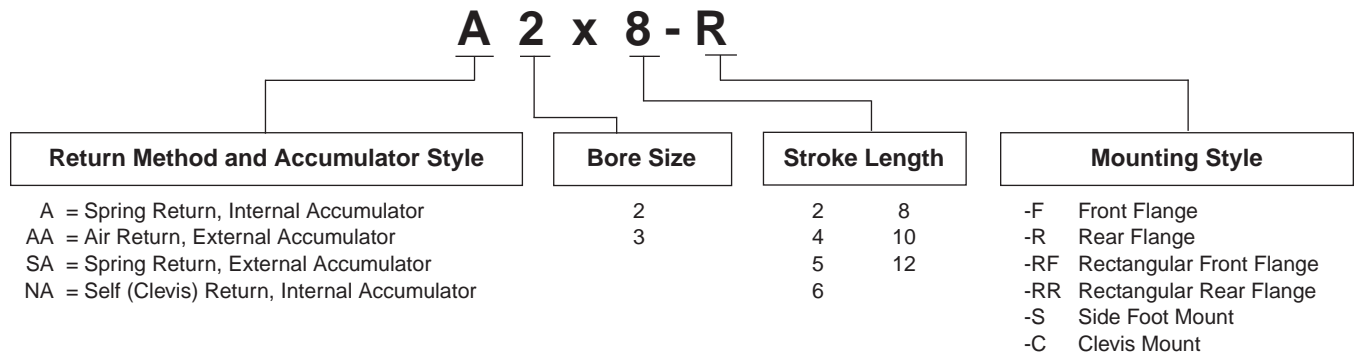 A 2 x 8 - R
Return Method and Accumulator Style
A = Spring Return, Internal Accumulator
AA = Air Return, External Accumulator
SA = Spring Return, External Accumulator
NA = Self (Clevis) Return, Internal Accumulator
Bore Size
2
3
Stroke Length
2 8
4 10
5 12
6
Mounting Style
-F Front Flange
-R Rear Flange
-RF Rectangular Front Flange
-RR Rectangular Rear Flange
-S Side Foot Mount
-C Clevis Mount